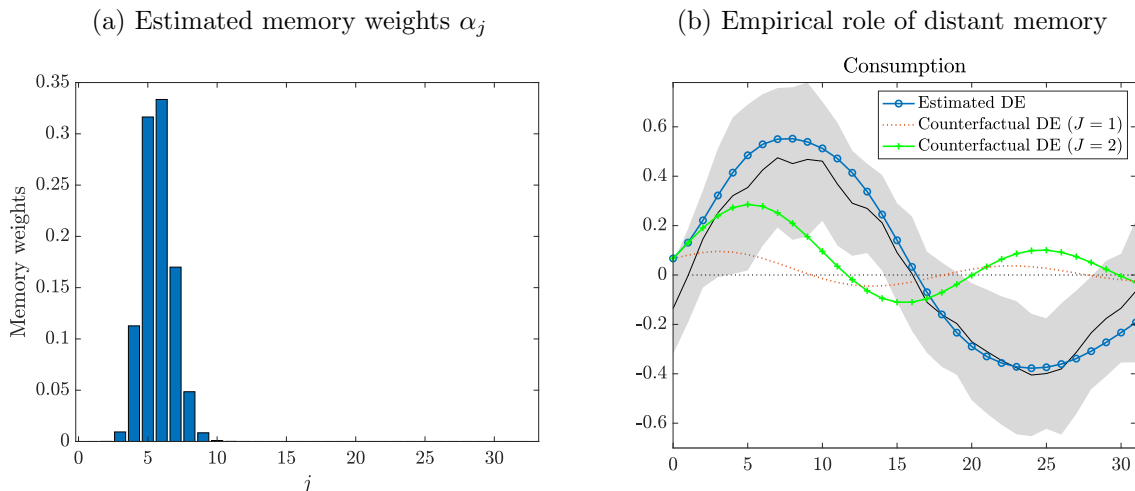 (a) Estimated memory weights αj
(b) Empirical role of distant memory
Consumption
0.35
0.3
0.25
0.2
0.15
0.1
0.05
0
Memory weights
0 5 10 15 20 25 30
j
0.6
0.4
0.2
0
-0.2
-0.4
-0.6
Estimated DE
Counterfactual DE (J = 1)
Counterfactual DE (J = 2)
0 5 10 15 20 25 30